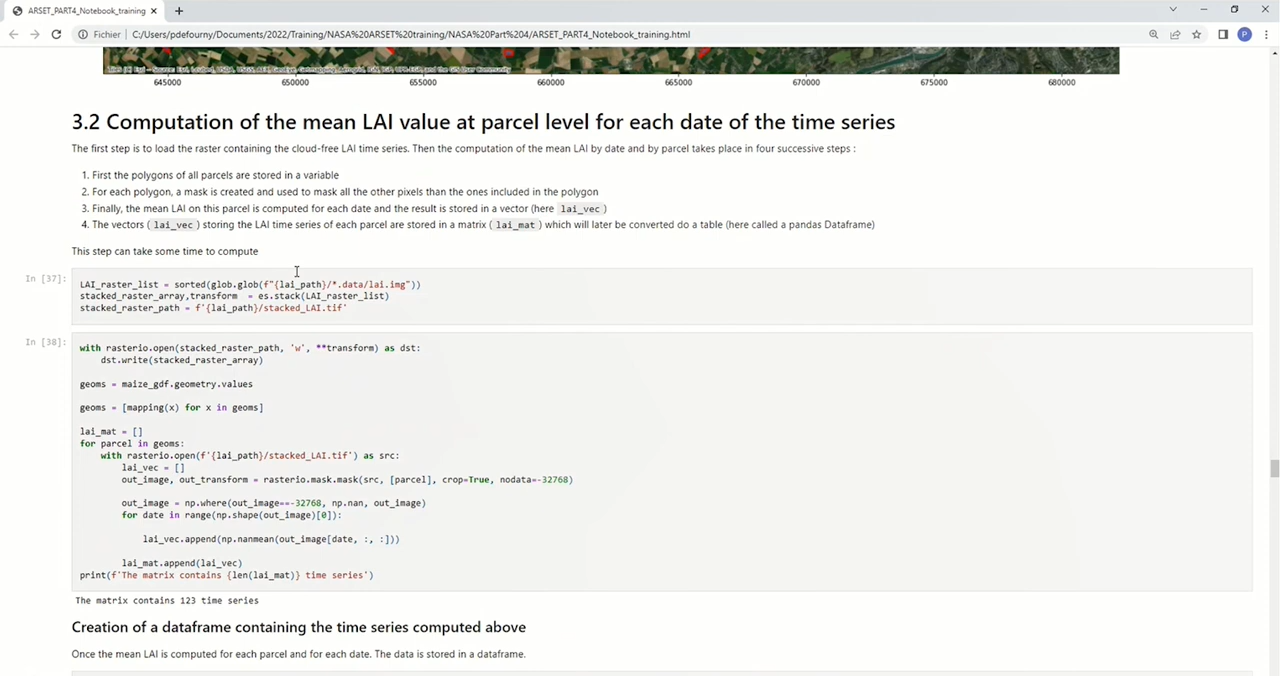 ARSET_PART4_Notebook_training
Fichier C:/Users/pdefourny/Documents/2022/Training/NASA%20ARSET%20training/NASA%20Part%204/ARSET_PART4_Notebook_training.html
P
645000 650000 655000 660000 665000 670000 675000 680000
3.2 Computation of the mean LAI value at parcel level for each date of the time series
The first step is to load the raster containing the cloud-free LAI time series. Then the computation of the mean LAI by date and by parcel takes place in four successive steps :
1. First the polygons of all parcels are stored in a variable
2. For each polygon, a mask is created and used to mask all the other pixels than the ones included in the polygon
3. Finally, the mean LAI on this parcel is computed for each date and the result is stored in a vector (here lai_vec )
4. The vectors ( lai_vec ) storing the LAI time series of each parcel are stored in a matrix ( lai_mat ) which will later be converted do a table (here called a pandas Dataframe)
This step can take some time to compute
In [37]:
LAI_raster_list = sorted(glob.glob(f"{lai_path}/*.data/lai.img"))
stacked_raster_array,transform = es.stack(LAI_raster_list)
stacked_raster_path = f'{lai_path}/stacked_LAI.tif'
In [38]:
with rasterio.open(stacked_raster_path, 'w', **transform) as dst:
dst.write(stacked_raster_array)
geoms = maize_gdf.geometry.values
geoms = [mapping(x) for x in geoms]
lai_mat = []
for parcel in geoms:
with rasterio.open(f'{lai_path}/stacked_LAI.tif') as src:
lai_vec = []
out_image, out_transform = rasterio.mask.mask(src, [parcel], crop=True, nodata=-32768)
out_image = np.where(out_image==-32768, np.nan, out_image)
for date in range(np.shape(out_image)[0]):
lai_vec.append(np.nanmean(out_image[date, :, :]))
lai_mat.append(lai_vec)
print(f'The matrix contains {len(lai_mat)} time series')
The matrix contains 123 time series
Creation of a dataframe containing the time series computed above
Once the mean LAI is computed for each parcel and for each date. The data is stored in a dataframe.